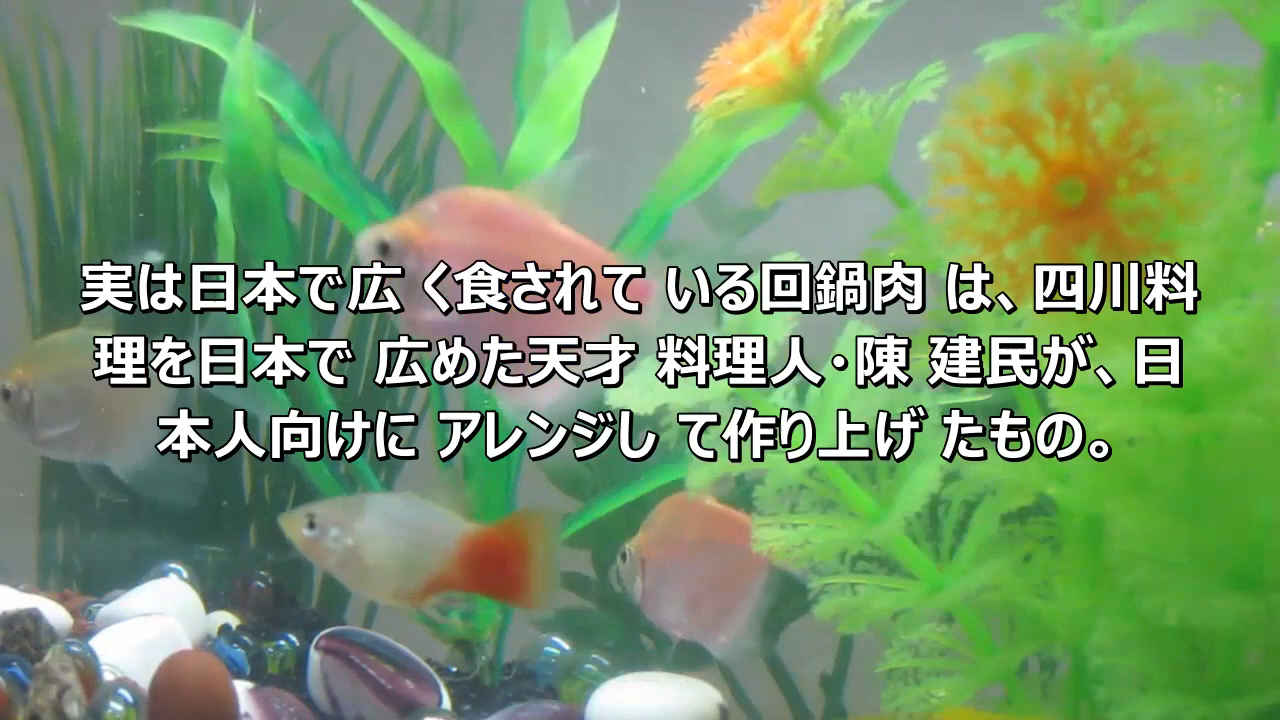 実は日本で広 く食されて いる回鍋肉 は、四川料
理を日本で 広めた天才 料理人・陳 建民が、日
本人向けに アレンジし て作り上げ たもの。